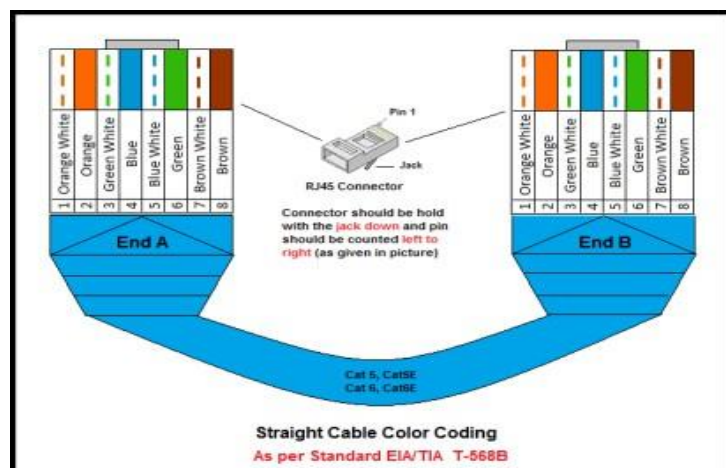 1 Orange White
2 Orange
3 Green White
4 Blue
5 Blue White
6 Green
7 Brown White
8 Brown
End A
Pin 1
Jack
RJ45 Connector
Connector should be hold
with the jack down and pin
should be counted left to
right (as given in picture)
1 Orange White
2 Orange
3 Green White
4 Blue
5 Blue White
6 Green
7 Brown White
8 Brown
End B
Cat 5, Cat5E
Cat 6, Cat6E
Straight Cable Color Coding
As per Standard EIA/TIA T-568B